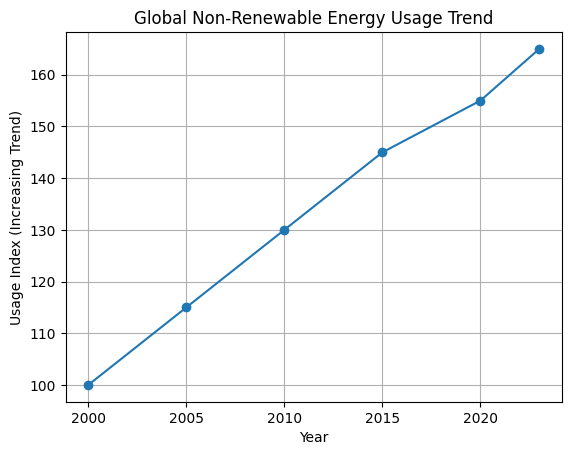 Global Non-Renewable Energy Usage Trend
Usage Index (Increasing Trend)
160
150
140
130
120
110
100
2000 2005 2010 2015 2020
Year